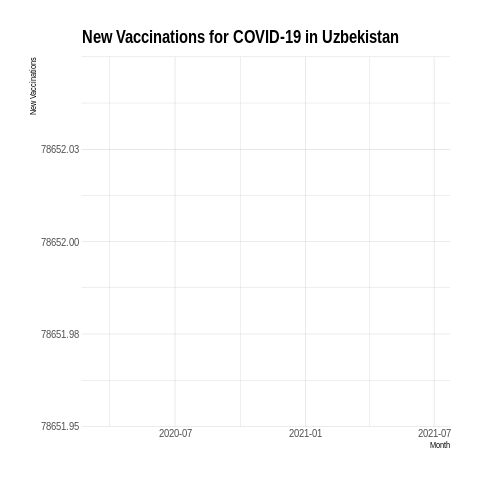 New Vaccinations for COVID-19 in Uzbekistan
New Vaccinations
78652.03
78652.00
78651.98
78651.95
2020-07 2021-01 2021-07
Month